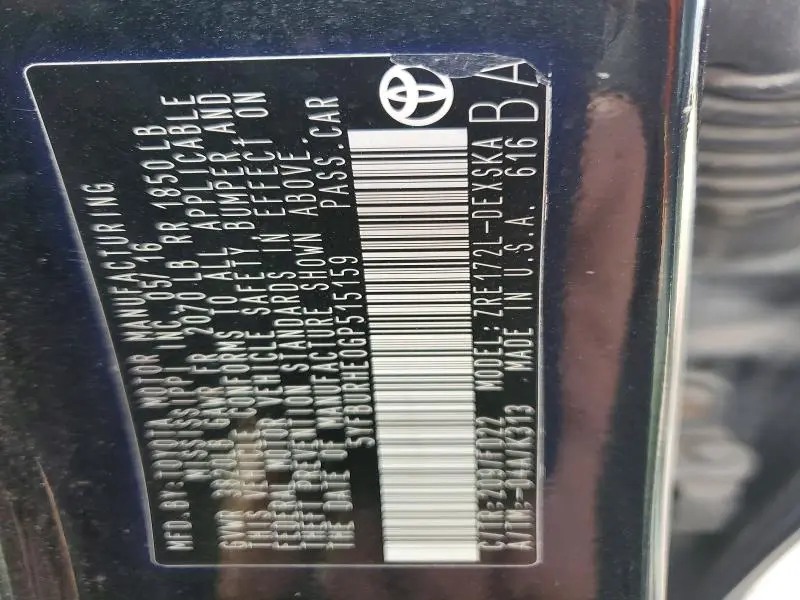 MFD.BY:TOYOTA MOTOR MANUFACTURING
MISSISSIPPI INC. 05/16
GVWR 3820LB GAWR FR 2070LB RR 1850LB
THIS VEHICLE CONFORMS TO ALL APPLICABLE
FEDERAL MOTOR VEHICLE SAFETY, BUMPER AND
THEFT PREVENTION STANDARDS IN EFFECT ON
THE DATE OF MANUFACTURE SHOWN ABOVE.
5YFBURHE0GP515159 PASS.CAR
C/TR:209/FD22 MODEL:ZRE172L-DEXSKA
A/TM:-04A/K313 MADE IN U.S.A. 616
BA